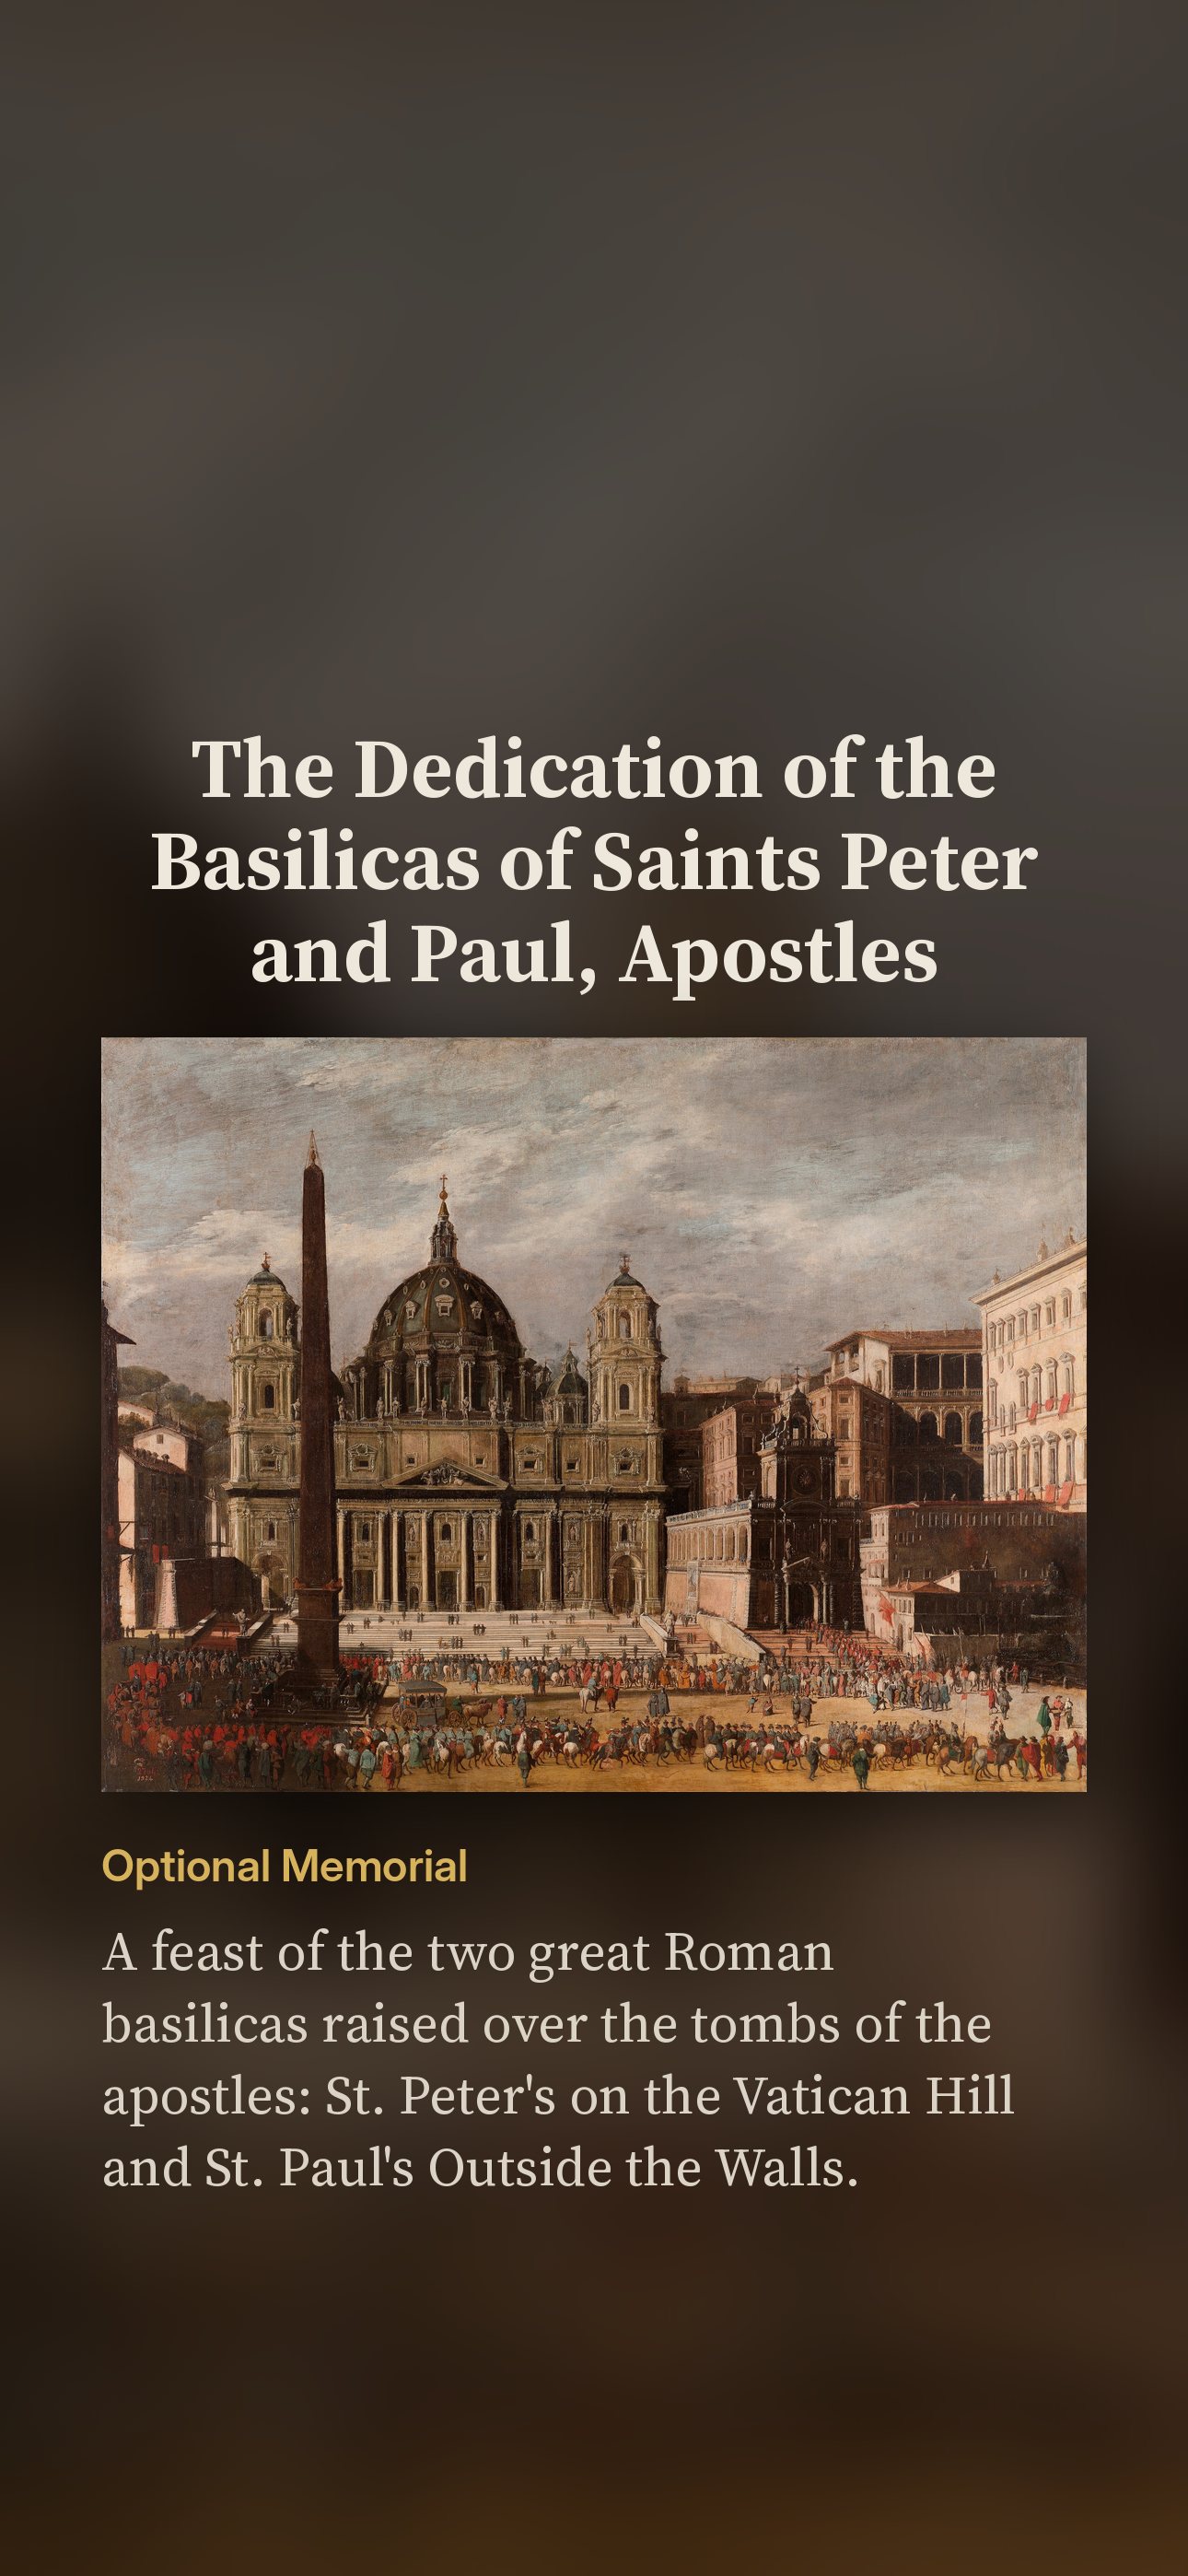 The Dedication of the
Basilicas of Saints Peter
and Paul, Apostles
Optional Memorial
A feast of the two great Roman
basilicas raised over the tombs of the
apostles: St. Peter's on the Vatican Hill
and St. Paul's Outside the Walls.